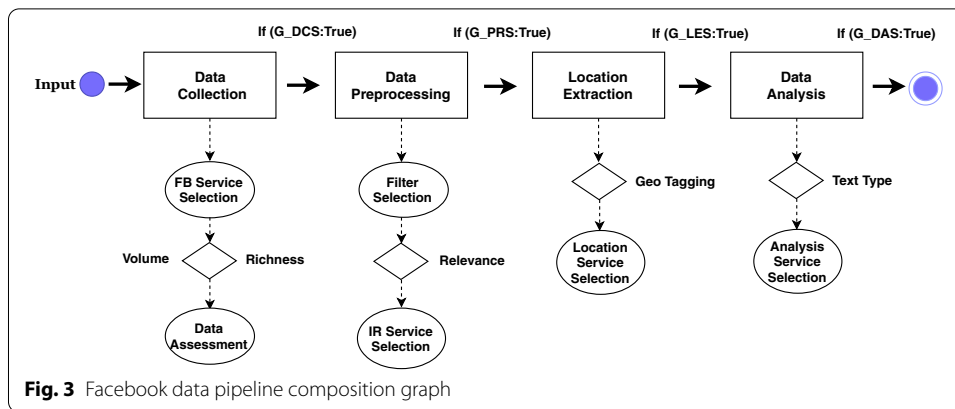 If (G_DCS:True)
If (G_PRS:True)
If (G_LES:True)
If (G_DAS:True)
Input
Data
Collection
Data
Preprocessing
Location
Extraction
Data
Analysis
FB Service
Selection
Filter
Selection
Geo Tagging
Text Type
Volume
Richness
Relevance
Location
Service
Selection
Analysis
Service
Selection
Data
Assessment
IR Service
Selection
Fig. 3 Facebook data pipeline composition graph